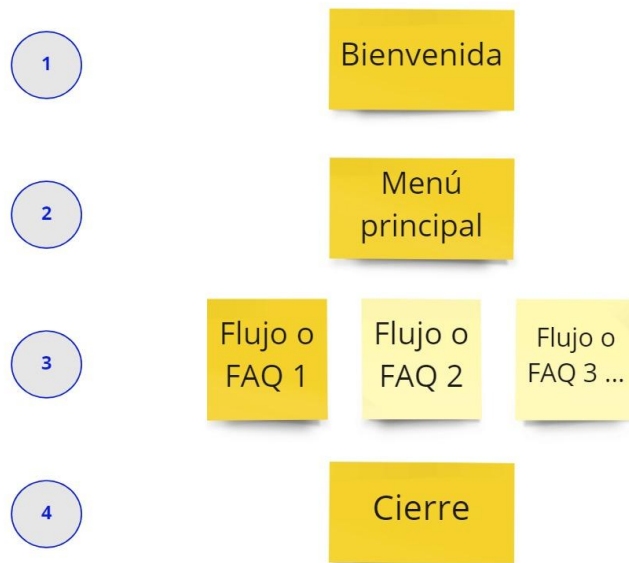 1
Bienvenida
2
Menú
principal
3
Flujo o
FAQ 1
Flujo o
FAQ 2
Flujo o
FAQ 3 ...
4
Cierre